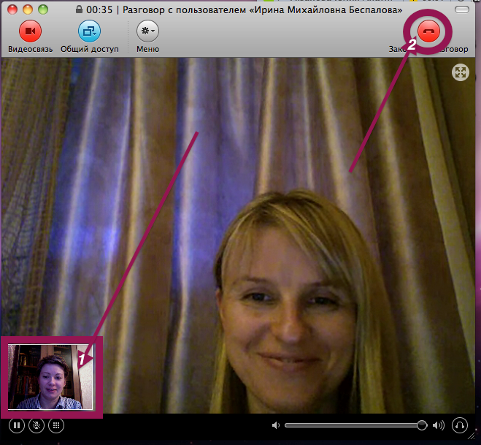 00:35 | Разговор с пользователем «Ирина Михайловна Беспалова»
Видеосвязь Общий доступ Меню
2
1